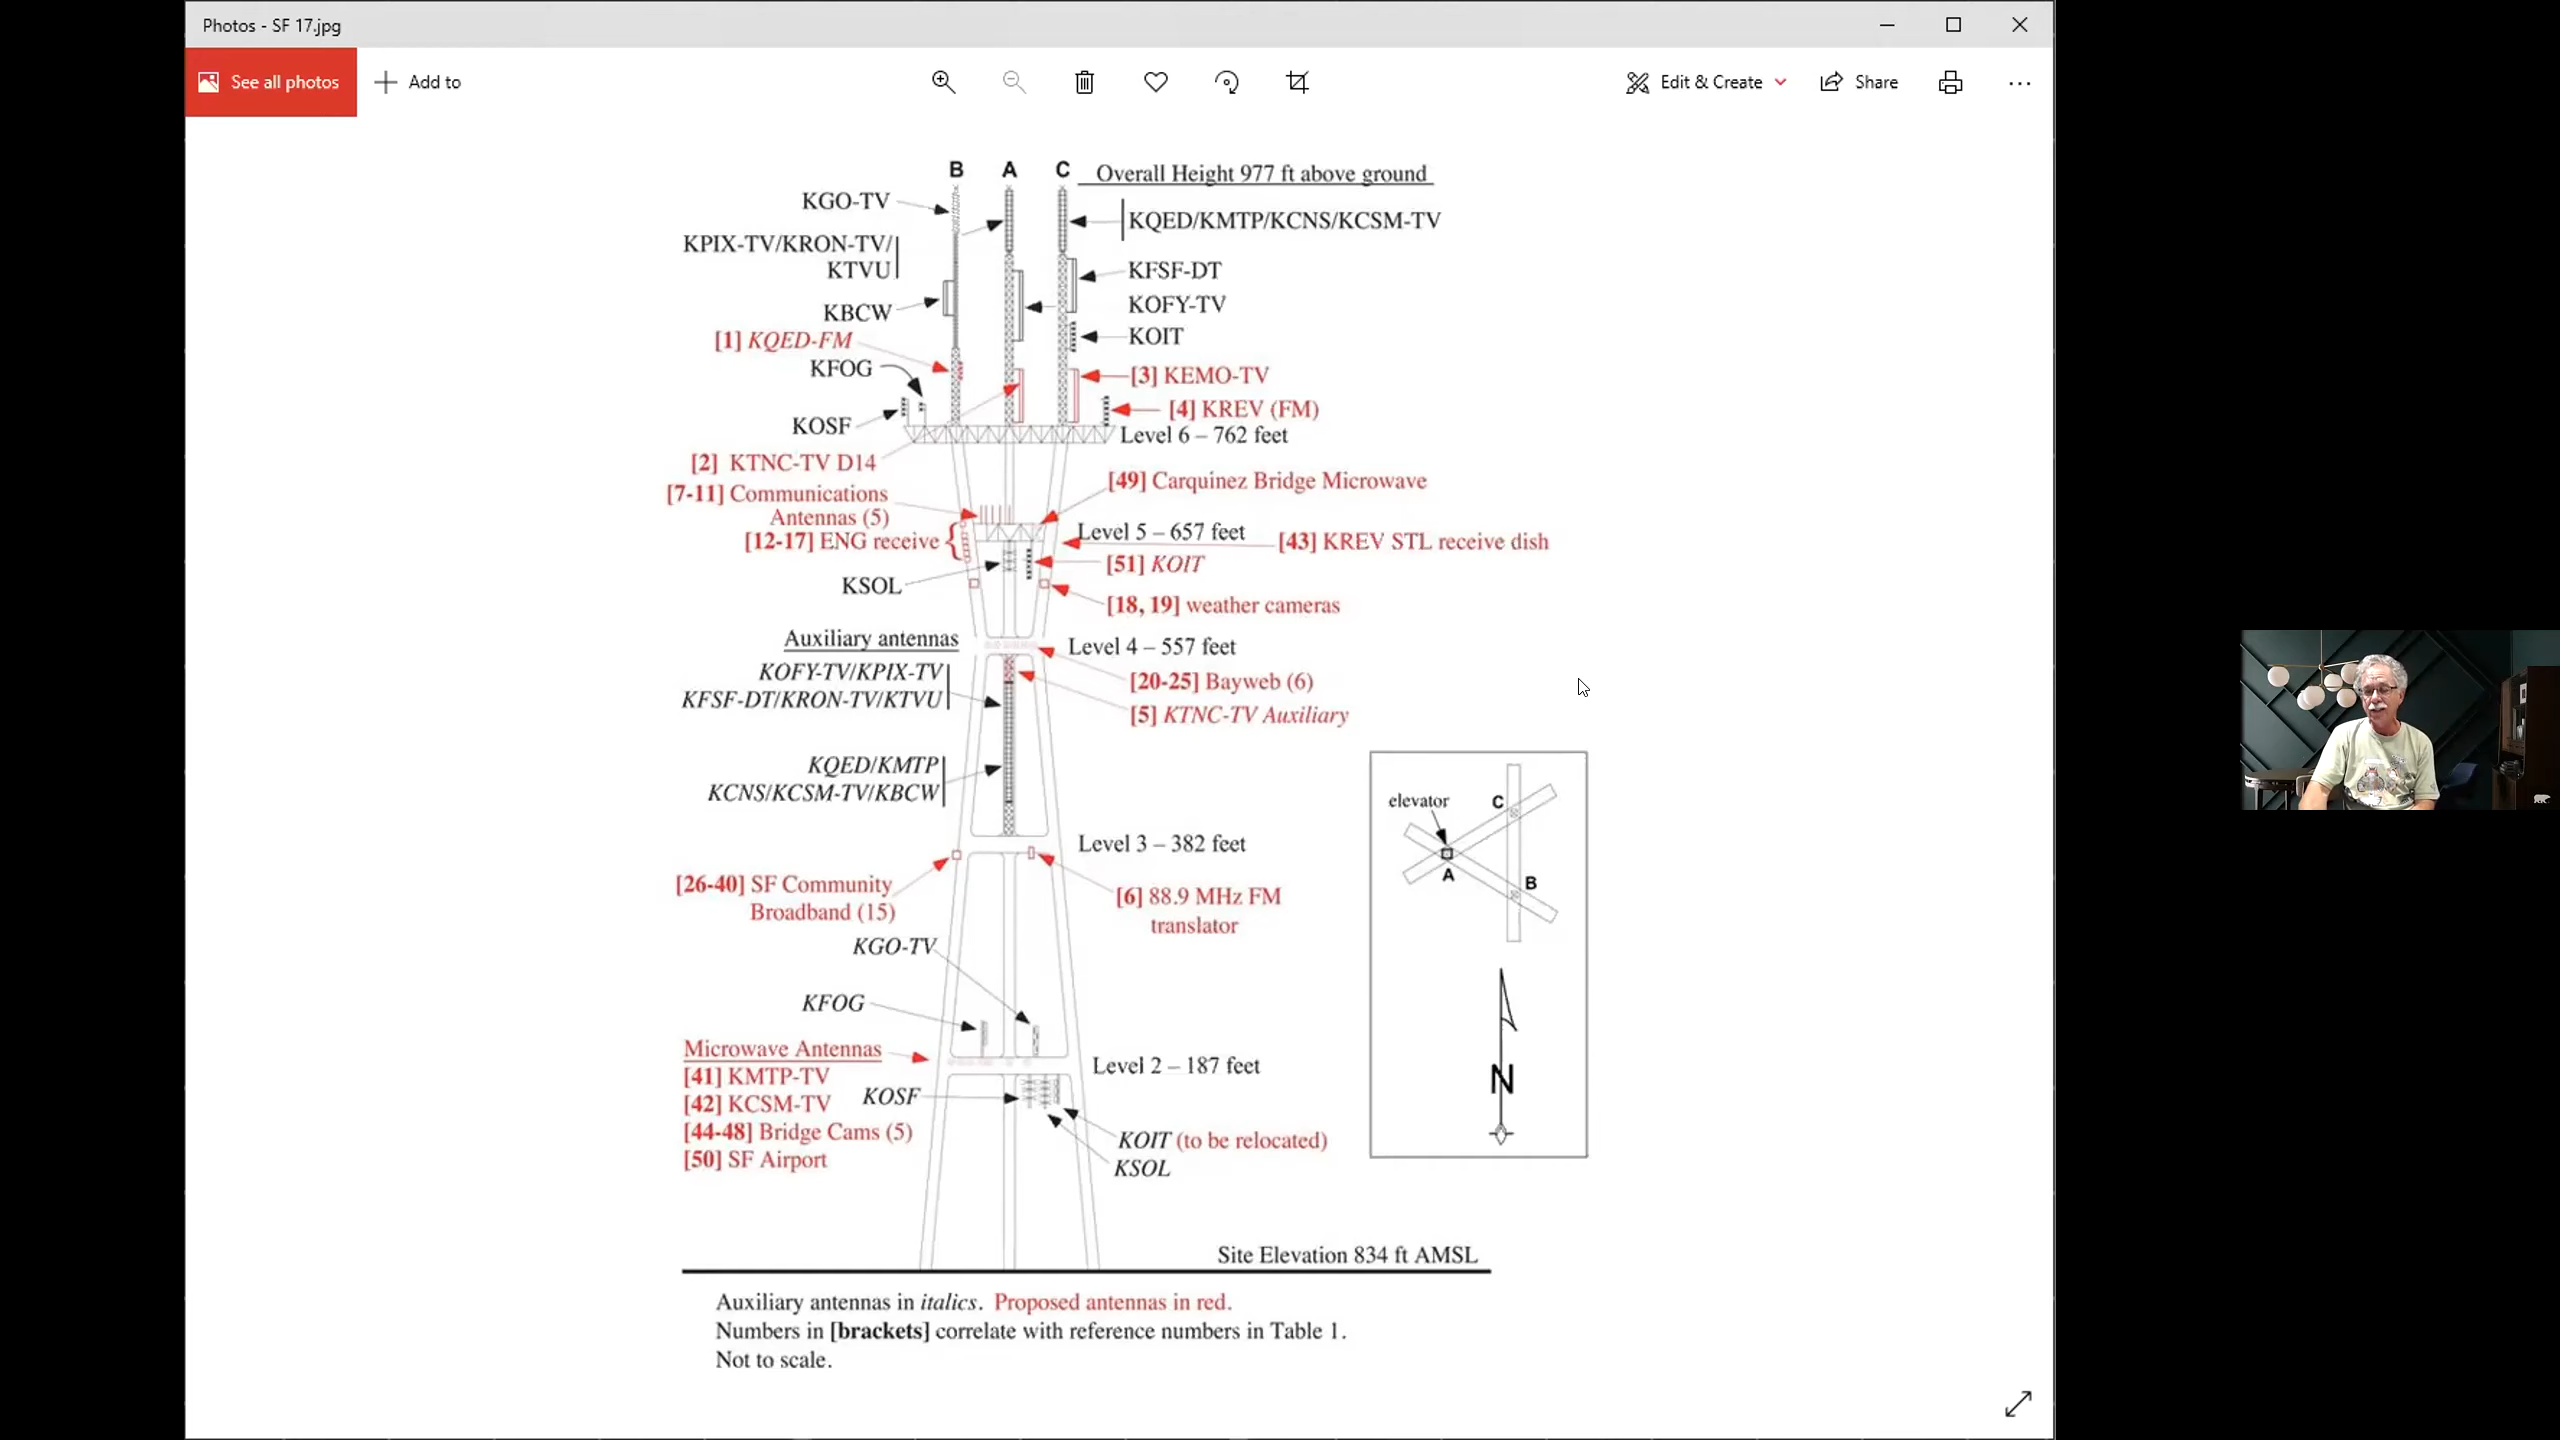 Photos - SF 17.jpg
See all photos
Add to
Edit & Create
Share
B A C
Overall Height 977 ft above ground
KGO-TV
KQED/KMTP/KCNS/KCSM-TV
KPIX-TV/KRON-TV/
KTVU
KFSF-DT
KBCW
KOFY-TV
[1] KQED-FM
KOIT
KFOG
[3] KEMO-TV
KOSF
[4] KREV (FM)
Level 6 – 762 feet
[2] KTNC-TV D14
[49] Carquinez Bridge Microwave
[7-11] Communications
Antennas (5)
Level 5 – 657 feet
[12-17] ENG receive
[43] KREV STL receive dish
[51] KOIT
KSOL
[18, 19] weather cameras
Auxiliary antennas
Level 4 – 557 feet
KOFY-TV/KPIX-TV
KFSF-DT/KRON-TV/KTVU
[20-25] Bayweb (6)
[5] KTNC-TV Auxiliary
KQED/KMTP
KCNS/KCSM-TV/KBCW
elevator
C
A
B
Level 3 – 382 feet
[26-40] SF Community
Broadband (15)
[6] 88.9 MHz FM
translator
KGO-TV
KFOG
N
Microwave Antennas
Level 2 – 187 feet
[41] KMTP-TV
[42] KCSM-TV
KOSF
[44-48] Bridge Cams (5)
KOIT (to be relocated)
[50] SF Airport
KSOL
Site Elevation 834 ft AMSL
Auxiliary antennas in italics. Proposed antennas in red.
Numbers in [brackets] correlate with reference numbers in Table 1.
Not to scale.